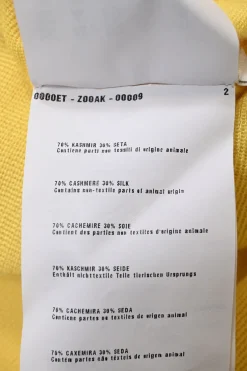 0000ET - Z00AK - 00009
2
70% KASHMIR 30% SETA
Contiene parti non tessili di origine animale
70% CASHMERE 30% SILK
Contains non-textile parts of animal origin
70% CACHEMIRE 30% SOIE
Contient des parties non textiles d'origine animale
70% KASCHMIR 30% SEIDE
Enthält nichttextile Teile tierischen Ursprungs
70% CACHEMIRA 30% SEDA
Contiene partes no textiles de origen animal
70% CAXEMIRA 30% SEDA
Contém partes não têxteis de origem animal